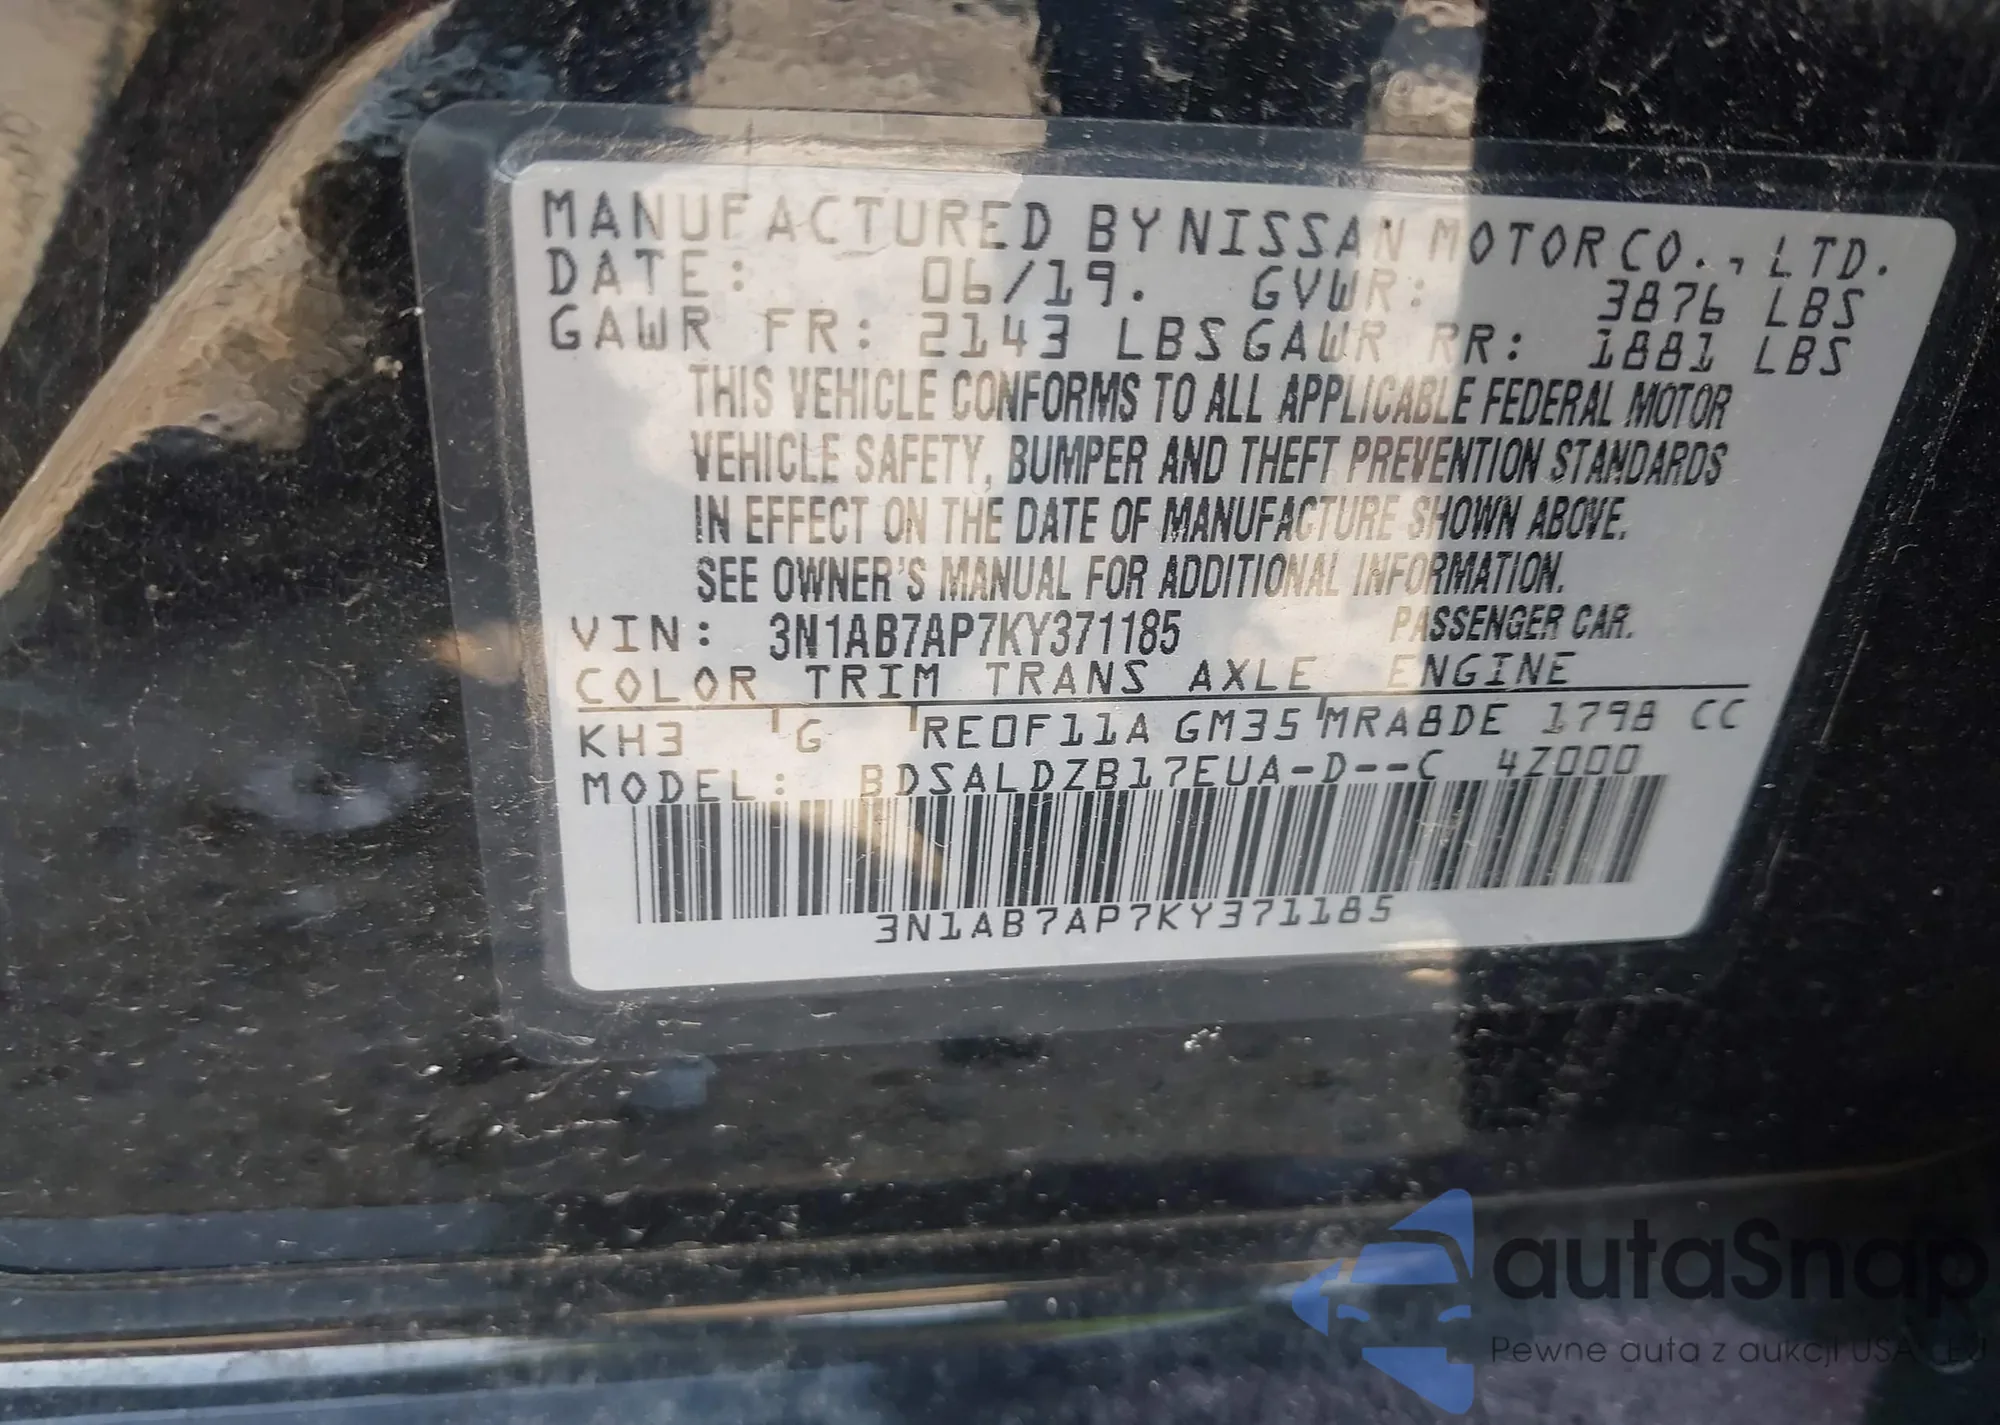 MANUFACTURED BY NISSAN MOTOR CO., LTD.
DATE: 06/19. GVWR: 3876 LBS
GAWR FR: 2143 LBS GAWR RR: 1881 LBS
THIS VEHICLE CONFORMS TO ALL APPLICABLE FEDERAL MOTOR
VEHICLE SAFETY, BUMPER AND THEFT PREVENTION STANDARDS
IN EFFECT ON THE DATE OF MANUFACTURE SHOWN ABOVE.
SEE OWNER'S MANUAL FOR ADDITIONAL INFORMATION.
VIN: 3N1AB7AP7KY371185 PASSENGER CAR.
COLOR TRIM TRANS AXLE ENGINE
KH3 G RE0F11A GM35 MRA8DE 1798 CC
MODEL: BDSALDZB17EUA-D--C 4Z000
3N1AB7AP7KY371185
autaSnap
Pewne auta z aukcji USA i EU